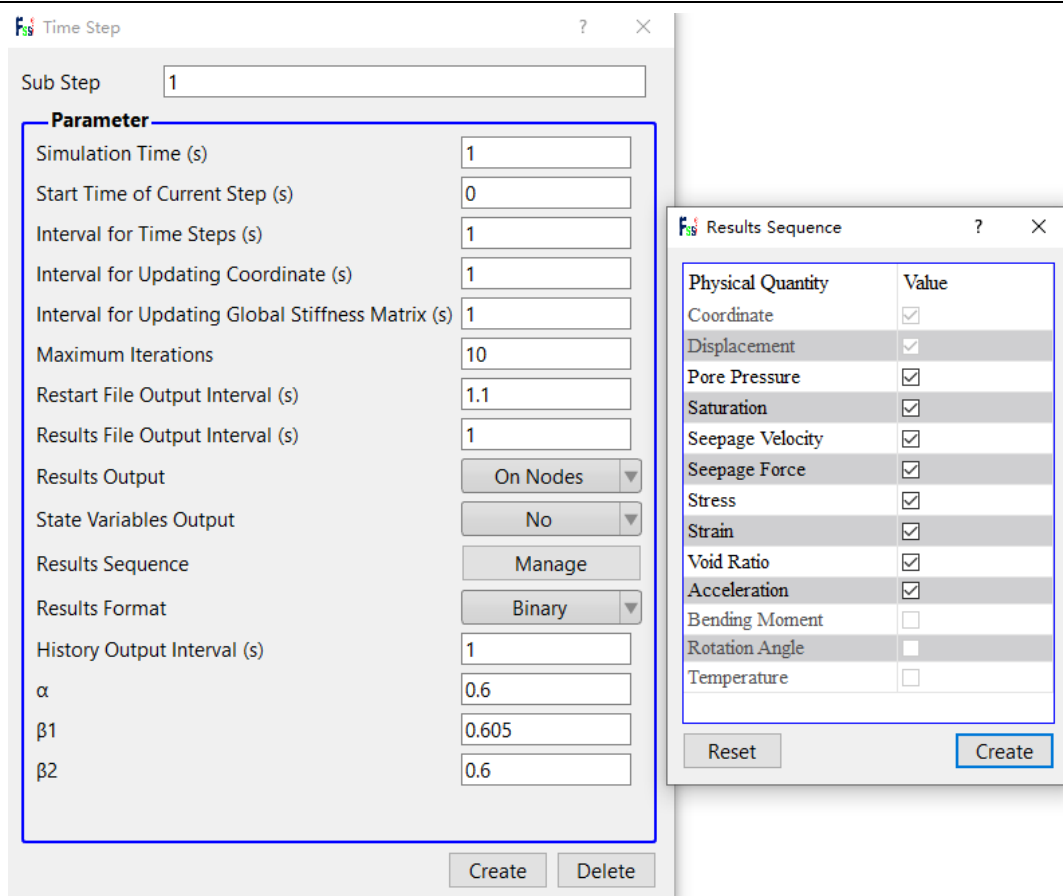 Fssi Time Step ? ×
Sub Step 1
Parameter
Simulation Time (s) 1
Start Time of Current Step (s) 0
Interval for Time Steps (s) 1
Interval for Updating Coordinate (s) 1
Interval for Updating Global Stiffness Matrix (s) 1
Maximum Iterations 10
Restart File Output Interval (s) 1.1
Results File Output Interval (s) 1
Results Output On Nodes
State Variables Output No
Results Sequence Manage
Results Format Binary
History Output Interval (s) 1
α 0.6
β1 0.605
β2 0.6
Create Delete
Fssi Results Sequence ? ×
Physical Quantity Value
Coordinate
Displacement
Pore Pressure
Saturation
Seepage Velocity
Seepage Force
Stress
Strain
Void Ratio
Acceleration
Bending Moment
Rotation Angle
Temperature
Reset Create